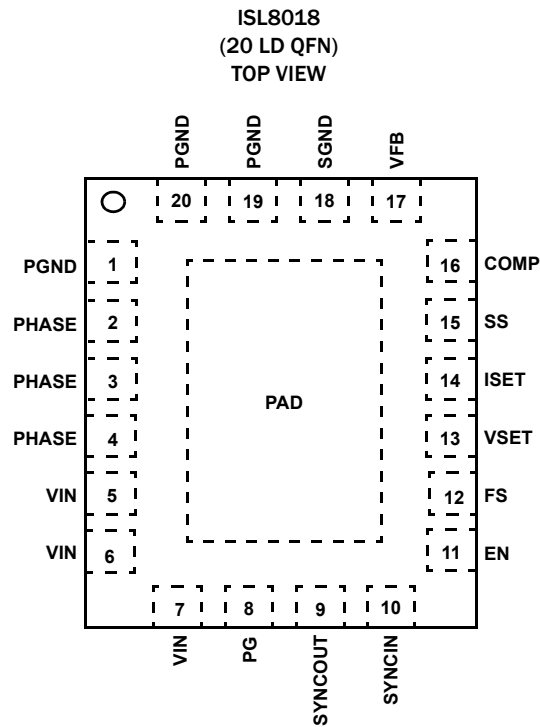 ISL8018
(20 LD QFN)
TOP VIEW
PGND
PGND
SGND
VFB
20
19
18
17
PGND 1
16 COMP
PHASE 2
15 SS
PHASE 3
14 ISET
PHASE 4
13 VSET
PAD
VIN 5
12 FS
VIN 6
11 EN
7
8
9
10
VIN
PG
SYNCOUT
SYNCIN